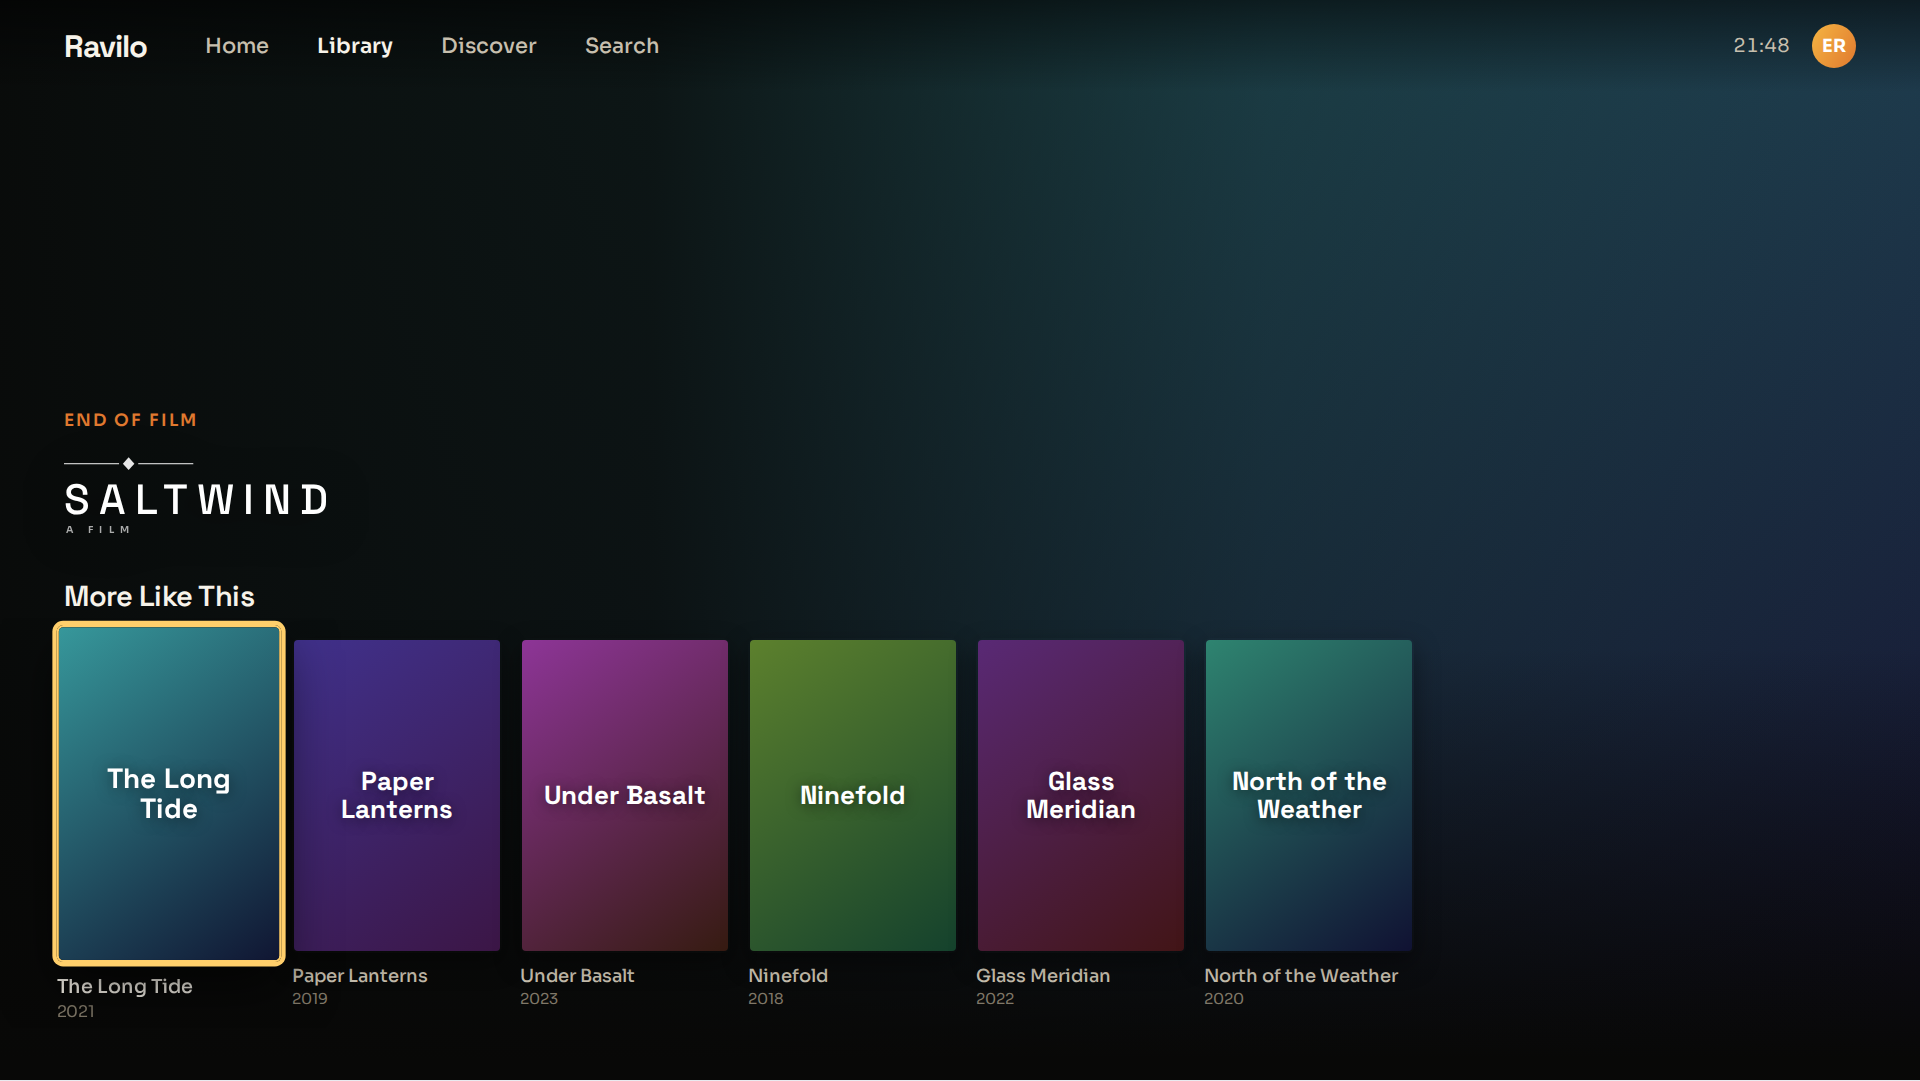 Ravilo
Home
Library
Discover
Search
21:48
ER
END OF FILM
SALTWIND
A FILM
More Like This
The Long
Tide
Paper
Lanterns
Under Basalt
Ninefold
Glass
Meridian
North of the
Weather
The Long Tide
2021
Paper Lanterns
2019
Under Basalt
2023
Ninefold
2018
Glass Meridian
2022
North of the Weather
2020